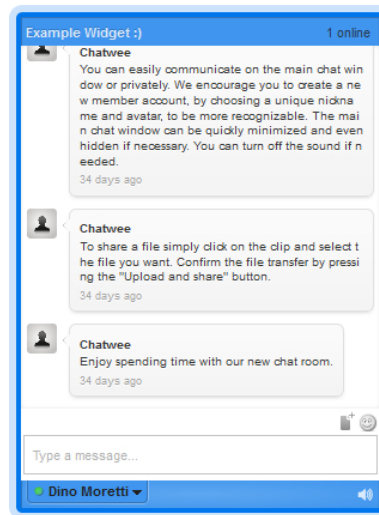 Example Widget :) 1 online
Chatwee
You can easily communicate on the main chat win
dow or privately. We encourage you to create a ne
w member account, by choosing a unique nickna
me and avatar, to be more recognizable. The mai
n chat window can be quickly minimized and even
hidden if necessary. You can turn off the sound if n
eeded.
34 days ago
Chatwee
To share a file simply click on the clip and select t
he file you want. Confirm the file transfer by pressi
ng the "Upload and share" button.
34 days ago
Chatwee
Enjoy spending time with our new chat room.
34 days ago
Type a message...
Dino Moretti